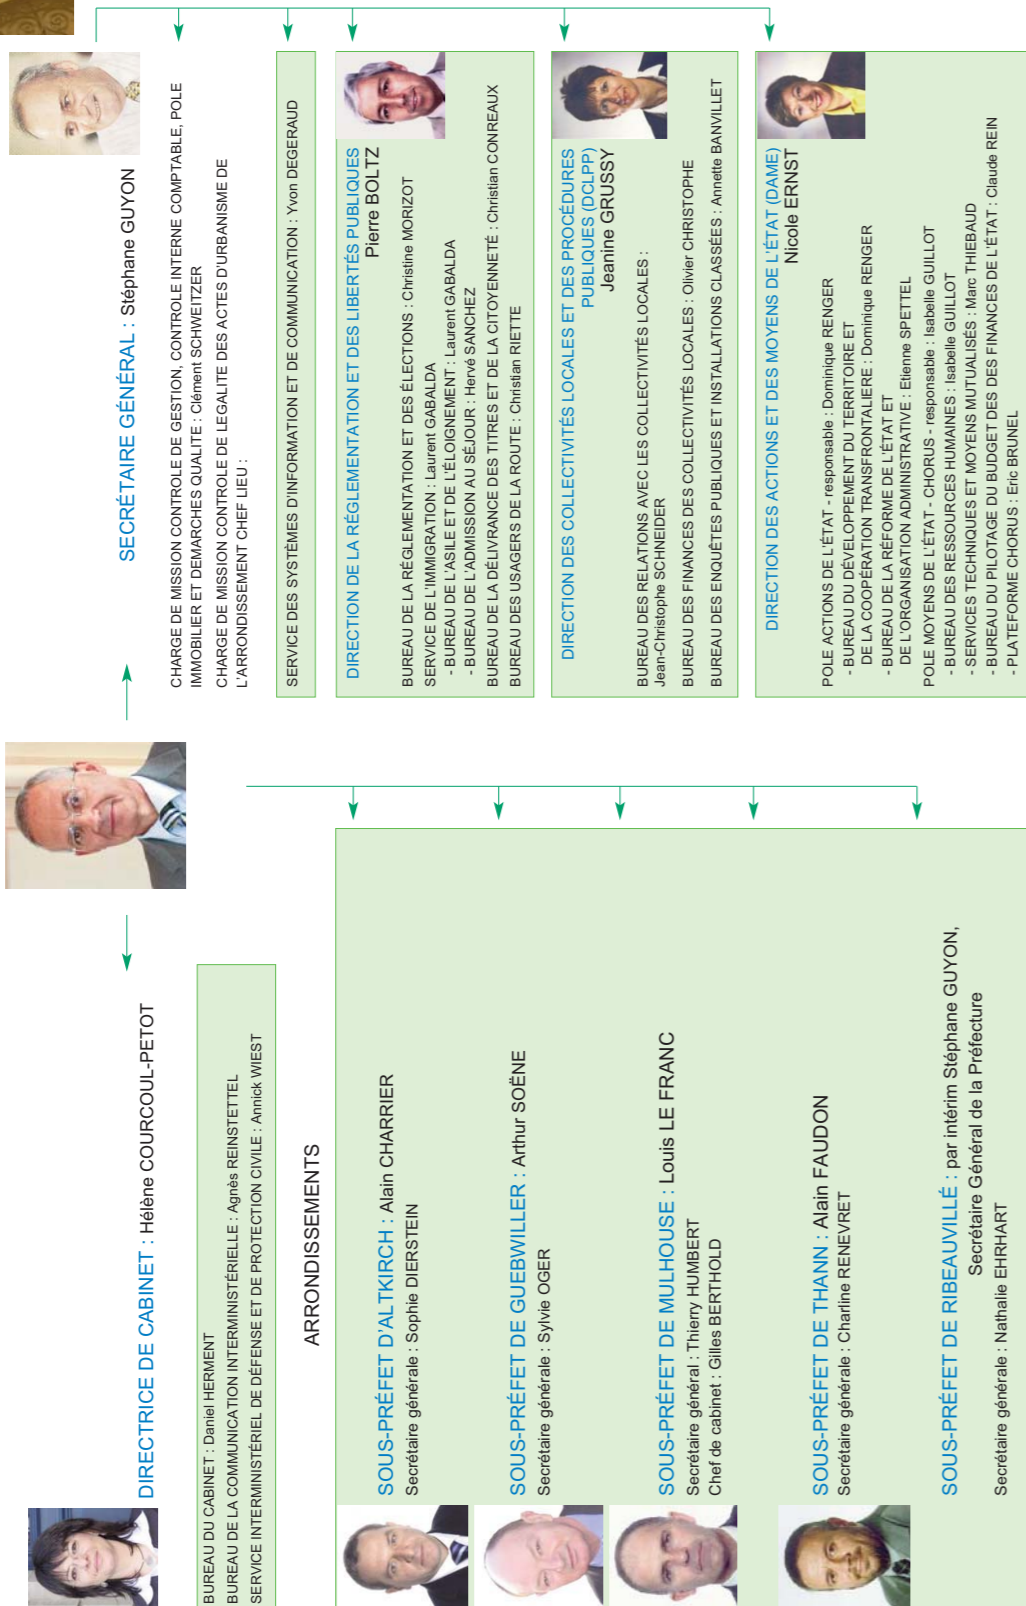 DIRECTRICE DE CABINET : Hélène COURCOUL-PETOT
BUREAU DU CABINET : Daniel HERMENT
BUREAU DE LA COMMUNICATION INTERMINISTÉRIELLE : Agnès REINSTETTEL
SERVICE INTERMINISTÉRIEL DE DÉFENSE ET DE PROTECTION CIVILE : Annick WIEST
ARRONDISSEMENTS
SOUS-PRÉFET D'ALTKIRCH : Alain CHARRIER
Secrétaire générale : Sophie DIERSTEIN
SOUS-PRÉFET DE GUEBWILLER : Arthur SOËNE
Secrétaire générale : Sylvie OGER
SOUS-PRÉFET DE MULHOUSE : Louis LE FRANC
Secrétaire général : Thierry HUMBERT
Chef de cabinet : Gilles BERTHOLD
SOUS-PRÉFET DE THANN : Alain FAUDON
Secrétaire générale : Charline RENEVRET
SOUS-PRÉFET DE RIBEAUVILLÉ : par intérim Stéphane GUYON,
Secrétaire Général de la Préfecture
Secrétaire générale : Nathalie EHRHART
SECRÉTAIRE GÉNÉRAL : Stéphane GUYON
CHARGE DE MISSION CONTROLE DE GESTION, CONTROLE INTERNE COMPTABLE, POLE
IMMOBILIER ET DEMARCHES QUALITE : Clément SCHWEITZER
CHARGE DE MISSION CONTROLE DE LEGALITE DES ACTES D'URBANISME DE
L'ARRONDISSEMENT CHEF LIEU :
SERVICE DES SYSTÈMES D'INFORMATION ET DE COMMUNICATION : Yvon DEGERAUD
DIRECTION DE LA RÉGLEMENTATION ET DES LIBERTÉS PUBLIQUES
Pierre BOLTZ
BUREAU DE LA RÉGLEMENTATION ET DES ÉLECTIONS : Christine MORIZOT
SERVICE DE L'IMMIGRATION : Laurent GABALDA
- BUREAU DE L'ASILE ET DE L'ÉLOIGNEMENT : Laurent GABALDA
- BUREAU DE L'ADMISSION AU SÉJOUR : Hervé SANCHEZ
BUREAU DE LA DÉLIVRANCE DES TITRES ET DE LA CITOYENNETÉ : Christian CONREAUX
BUREAU DES USAGERS DE LA ROUTE : Christian RIETTE
DIRECTION DES COLLECTIVITÉS LOCALES ET DES PROCÉDURES
PUBLIQUES (DCLPP)
Jeanine GRUSSY
BUREAU DES RELATIONS AVEC LES COLLECTIVITÉS LOCALES :
Jean-Christophe SCHNEIDER
BUREAU DES FINANCES DES COLLECTIVITÉS LOCALES : Olivier CHRISTOPHE
BUREAU DES ENQUÊTES PUBLIQUES ET INSTALLATIONS CLASSÉES : Annette BANVILLET
DIRECTION DES ACTIONS ET DES MOYENS DE L'ÉTAT (DAME)
Nicole ERNST
POLE ACTIONS DE L'ÉTAT - responsable : Dominique RENGER
- BUREAU DU DÉVELOPPEMENT DU TERRITOIRE ET
DE LA COOPÉRATION TRANSFRONTALIERE : Dominique RENGER
- BUREAU DE LA RÉFORME DE L'ÉTAT ET
DE L'ORGANISATION ADMINISTRATIVE : Etienne SPETTEL
POLE MOYENS DE L'ÉTAT - CHORUS - responsable : Isabelle GUILLOT
- BUREAU DES RESSOURCES HUMAINES : Isabelle GUILLOT
- SERVICES TECHNIQUES ET MOYENS MUTUALISÉS : Marc THIEBAUD
- BUREAU DU PILOTAGE DU BUDGET DES DES FINANCES DE L'ÉTAT : Claude REIN
- PLATEFORME CHORUS : Eric BRUNEL